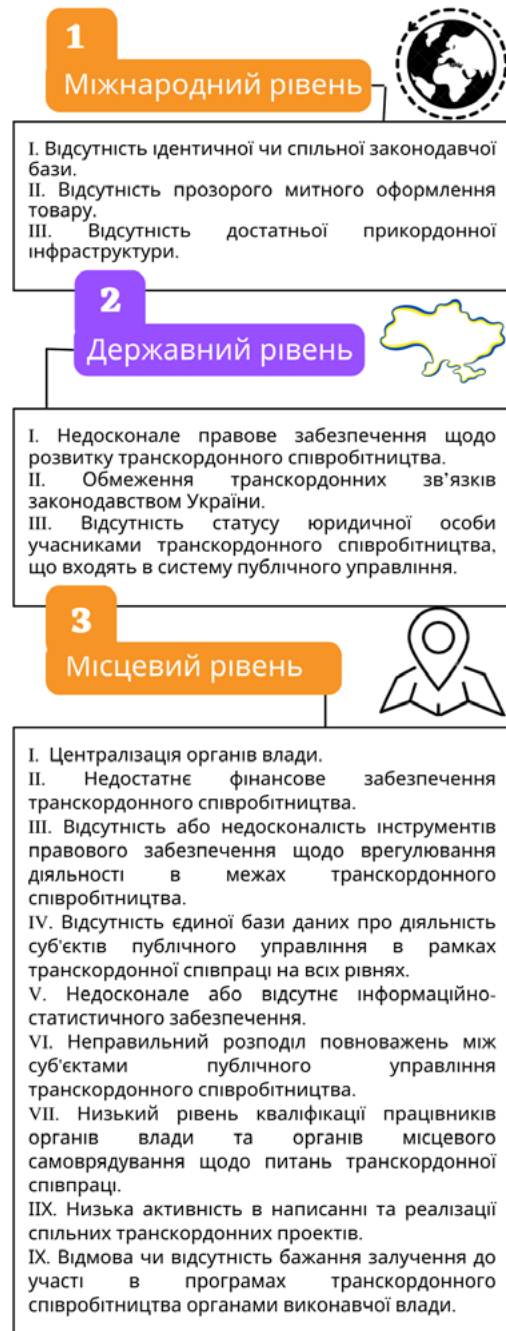 1
Міжнародний рівень
I. Відсутність ідентичної чи спільної законодавчої
бази.
II. Відсутність прозорого митного оформлення
товару.
III. Відсутність достатньої прикордонної
інфраструктури.
2
Державний рівень
I. Недосконале правове забезпечення щодо
розвитку транскордонного співробітництва.
II. Обмеження транскордонних зв’язків
законодавством України.
III. Відсутність статусу юридичної особи
учасниками транскордонного співробітництва,
що входять в систему публічного управління.
3
Місцевий рівень
I. Централізація органів влади.
II. Недостатнє фінансове забезпечення
транскордонного співробітництва.
III. Відсутність або недосконалість інструментів
правового забезпечення щодо врегулювання
діяльності в межах транскордонного
співробітництва.
IV. Відсутність єдиної бази даних про діяльність
суб'єктів публічного управління в рамках
транскордонної співпраці на всіх рівнях.
V. Недосконале або відсутнє інформаційно-
статистичного забезпечення.
VI. Неправильний розподіл повноважень між
суб'єктами публічного управління
транскордонного співробітництва.
VII. Низький рівень кваліфікації працівників
органів влади та органів місцевого
самоврядування щодо питань транскордонної
співпраці.
IIX. Низька активність в написанні та реалізації
спільних транскордонних проектів.
IX. Відмова чи відсутність бажання залучення до
участі в програмах транскордонного
співробітництва органами виконавчої влади.